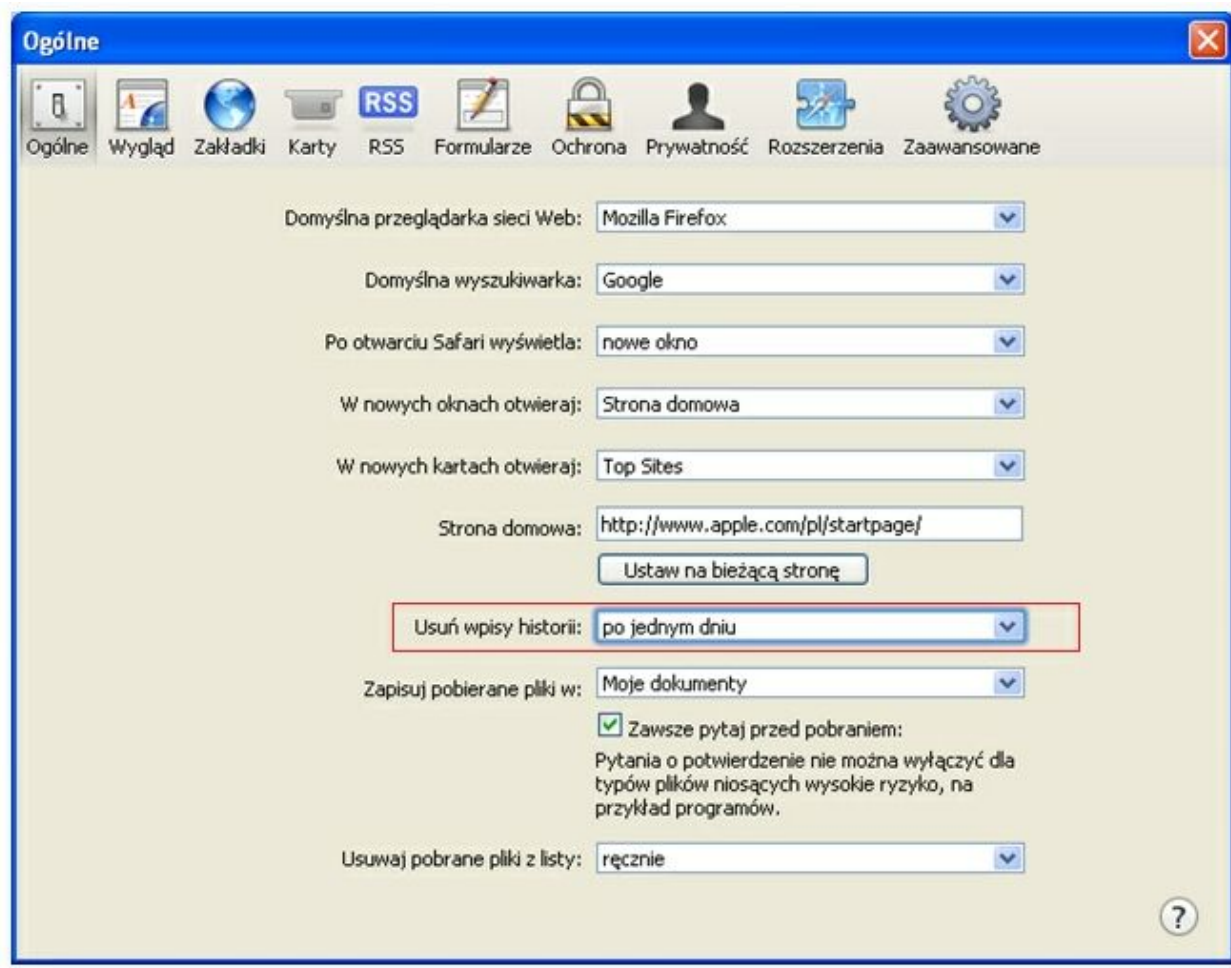 Ogólne
RSS
Ogólne Wygląd Zakładki Karty RSS Formularze Ochrona Prywatność Rozszerzenia Zaawansowane
Domyślna przeglądarka sieci Web: Mozilla Firefox
Domyślna wyszukiwarka: Google
Po otwarciu Safari wyświetla: nowe okno
W nowych oknach otwieraj: Strona domowa
W nowych kartach otwieraj: Top Sites
Strona domowa: http://www.apple.com/pl/startpage/
Ustaw na bieżącą stronę
Usuń wpisy historii: po jednym dniu
Zapisuj pobierane pliki w: Moje dokumenty
Zawsze pytaj przed pobraniem:
Pytania o potwierdzenie nie można wyłączyć dla
typów plików niosących wysokie ryzyko, na
przykład programów.
Usuwaj pobrane pliki z listy: ręcznie
?